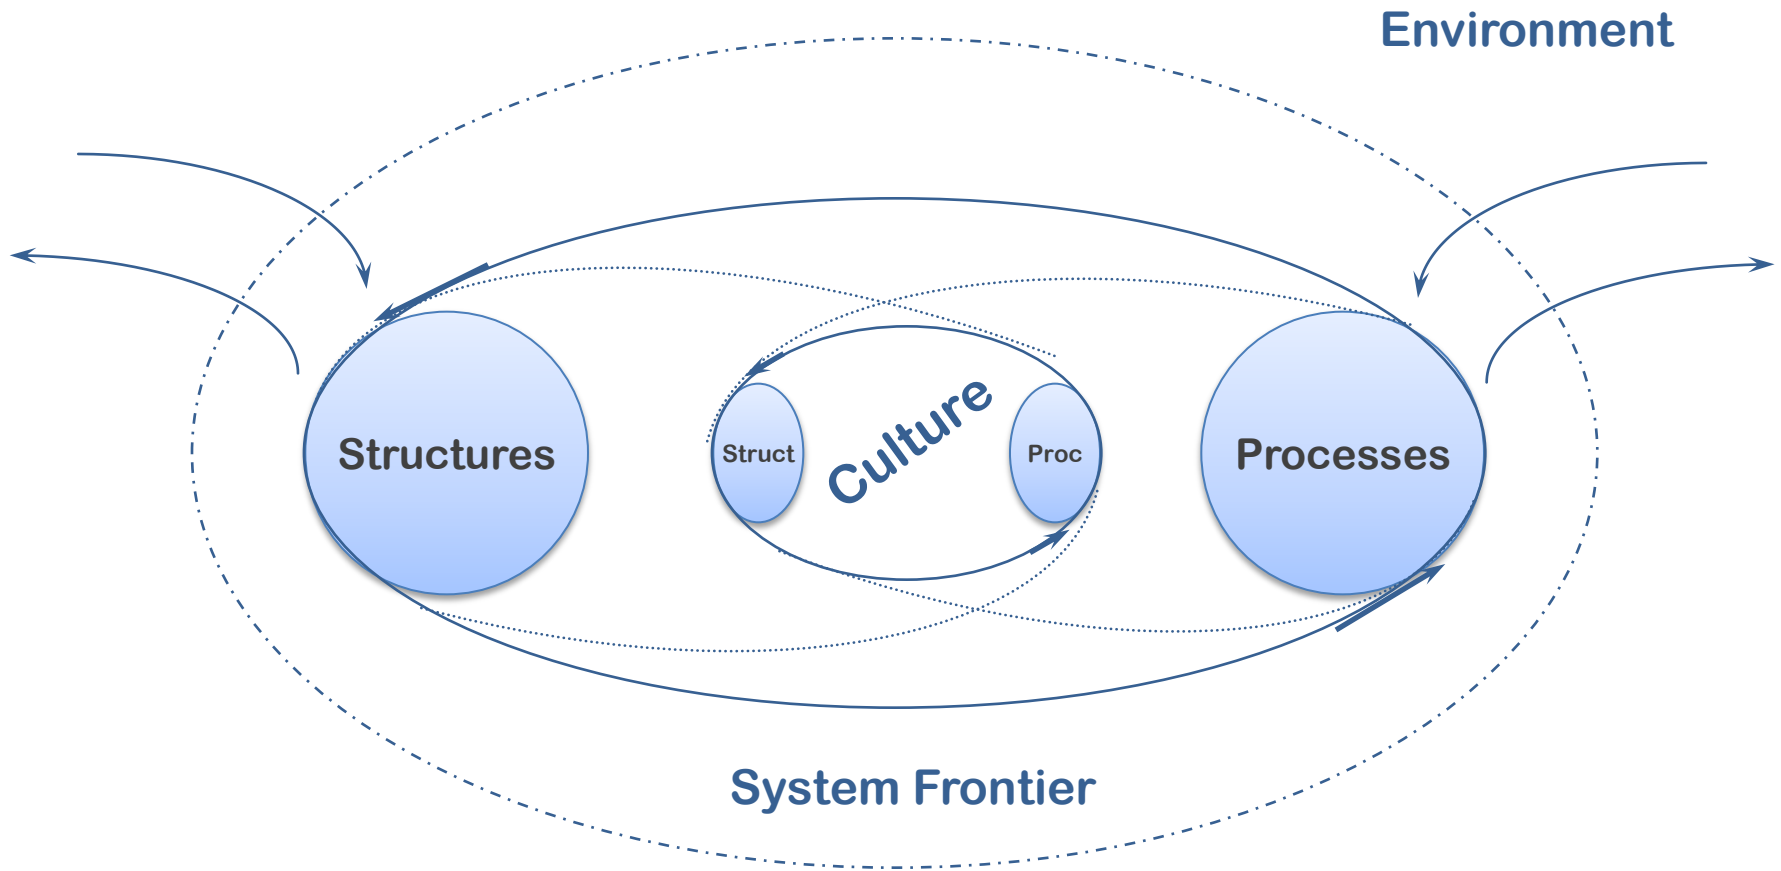 Environment
Structures
Struct
Culture
Proc
Processes
System Frontier